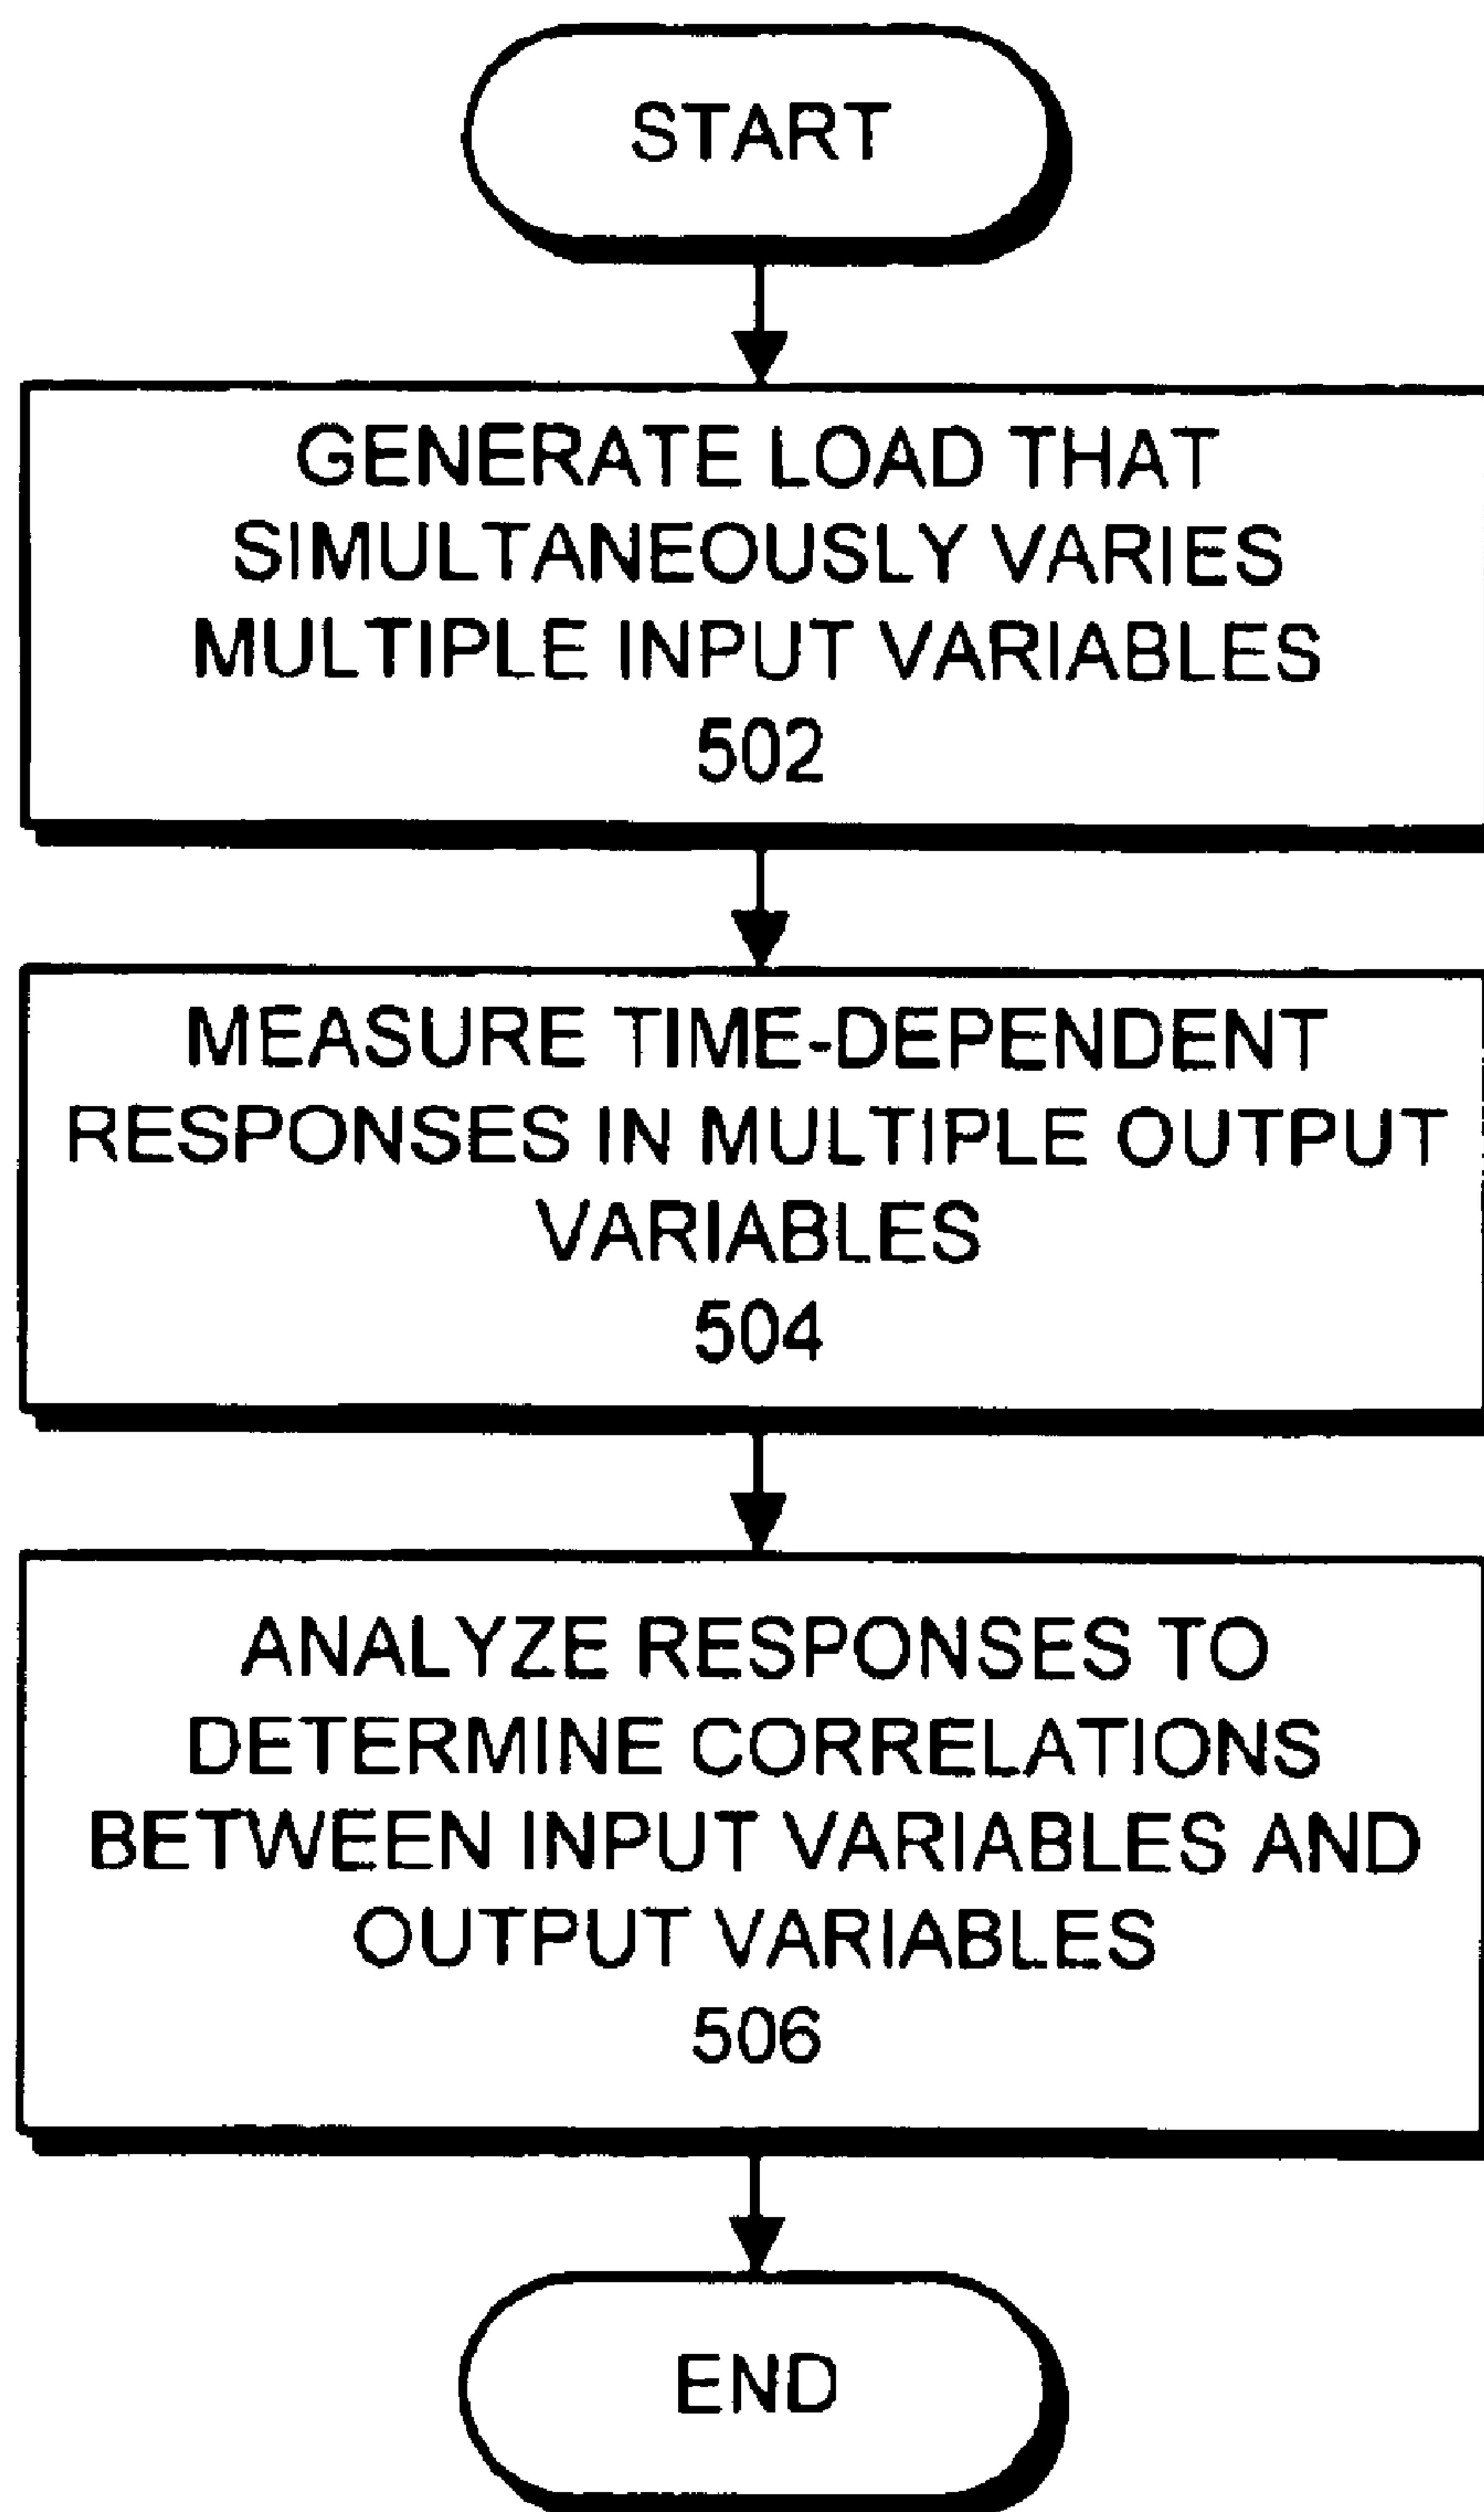 START
GENERATE LOAD THAT
SIMULTANEOUSLY VARIES
MULTIPLE INPUT VARIABLES
502
MEASURE TIME-DEPENDENT
RESPONSES IN MULTIPLE OUTPUT
VARIABLES
504
ANALYZE RESPONSES TO
DETERMINE CORRELATIONS
BETWEEN INPUT VARIABLES AND
OUTPUT VARIABLES
506
END